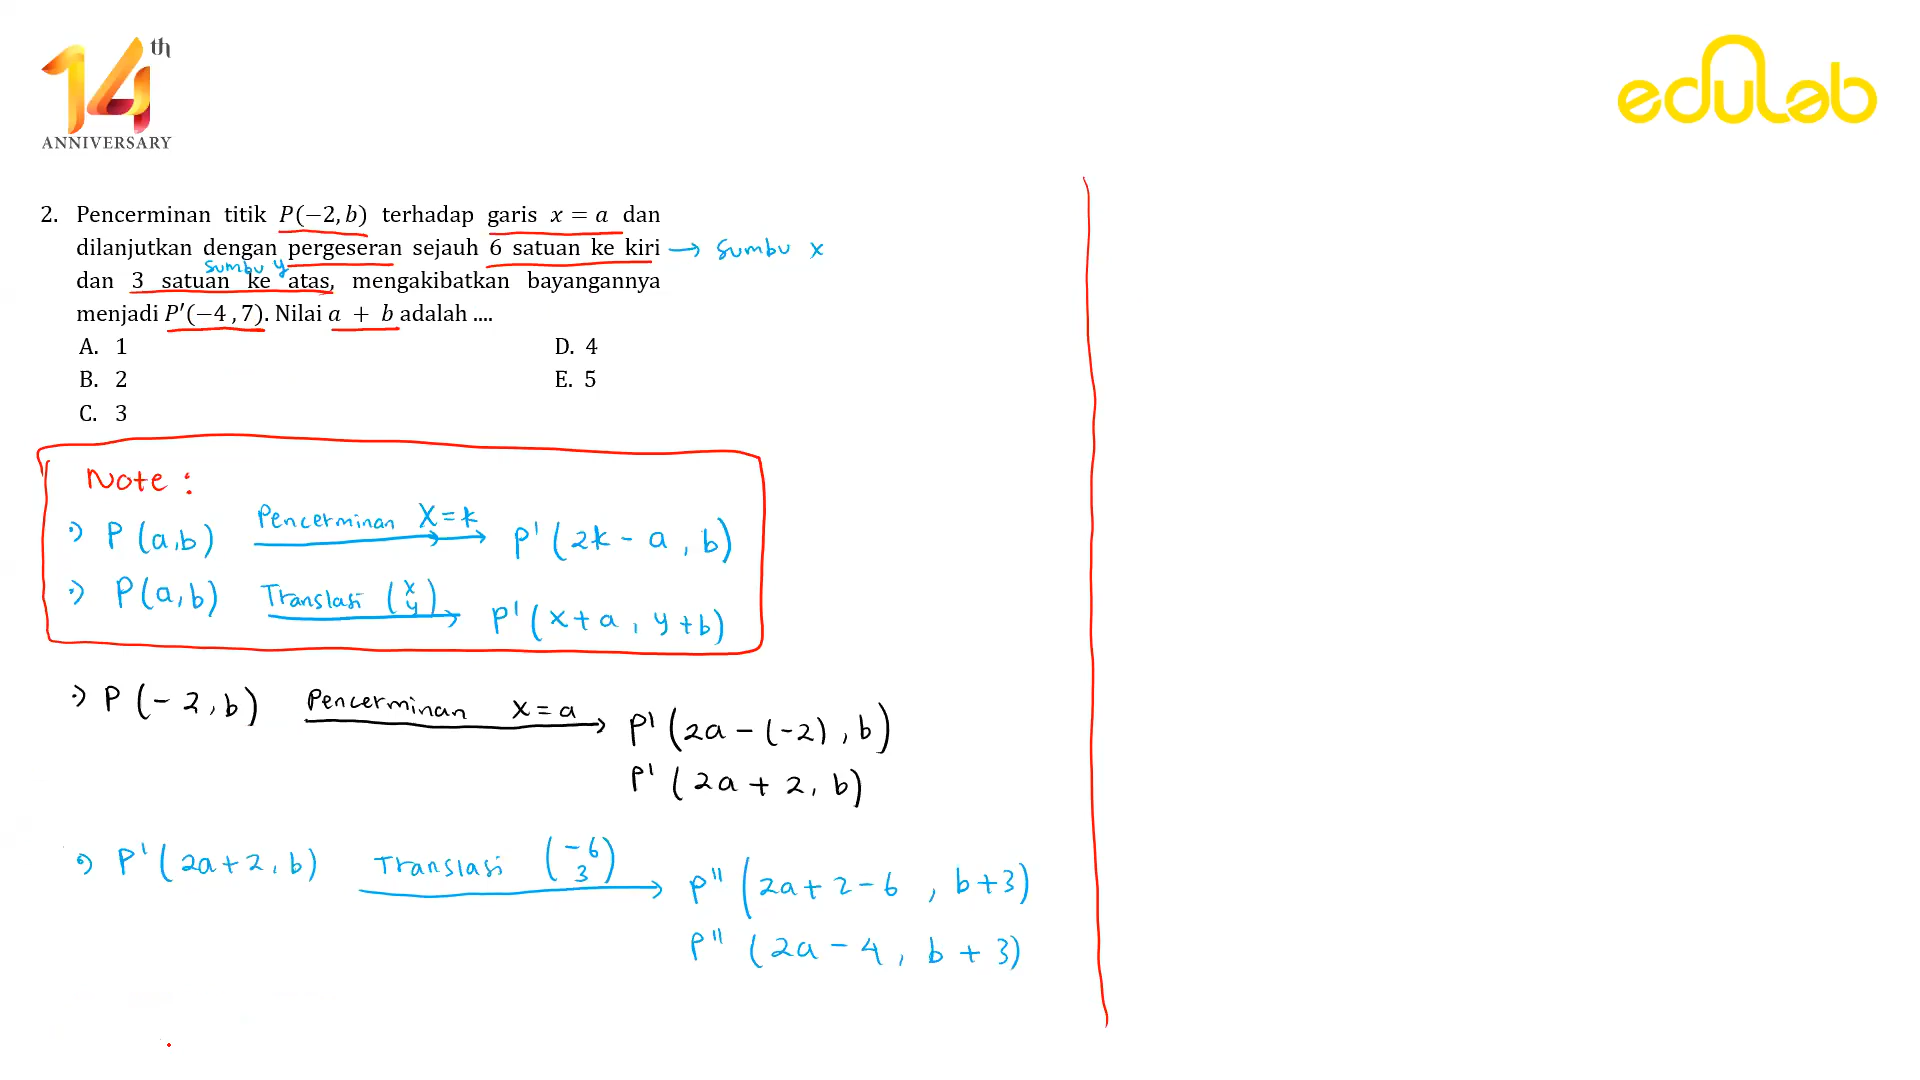 14th
ANNIVERSARY
edulab
2. Pencerminan titik P(−2, b) terhadap garis x = a dan
dilanjutkan dengan pergeseran sejauh 6 satuan ke kiri → sumbu x
sumbu y
dan 3 satuan ke atas, mengakibatkan bayangannya
menjadi P′(−4 , 7). Nilai a + b adalah ....
A. 1
D. 4
B. 2
E. 5
C. 3
Note :
P (a,b) Pencerminan x=k → P' (2k - a , b)
P(a,b) Translasi (x y) → P' (x+a , y+b)
P (-2,b) Pencerminan x=a → P' (2a - (-2) , b)
P' (2a + 2, b)
P' (2a+2, b) Translasi (-6 3) → P" (2a+2-6 , b+3)
P" (2a - 4 , b + 3)